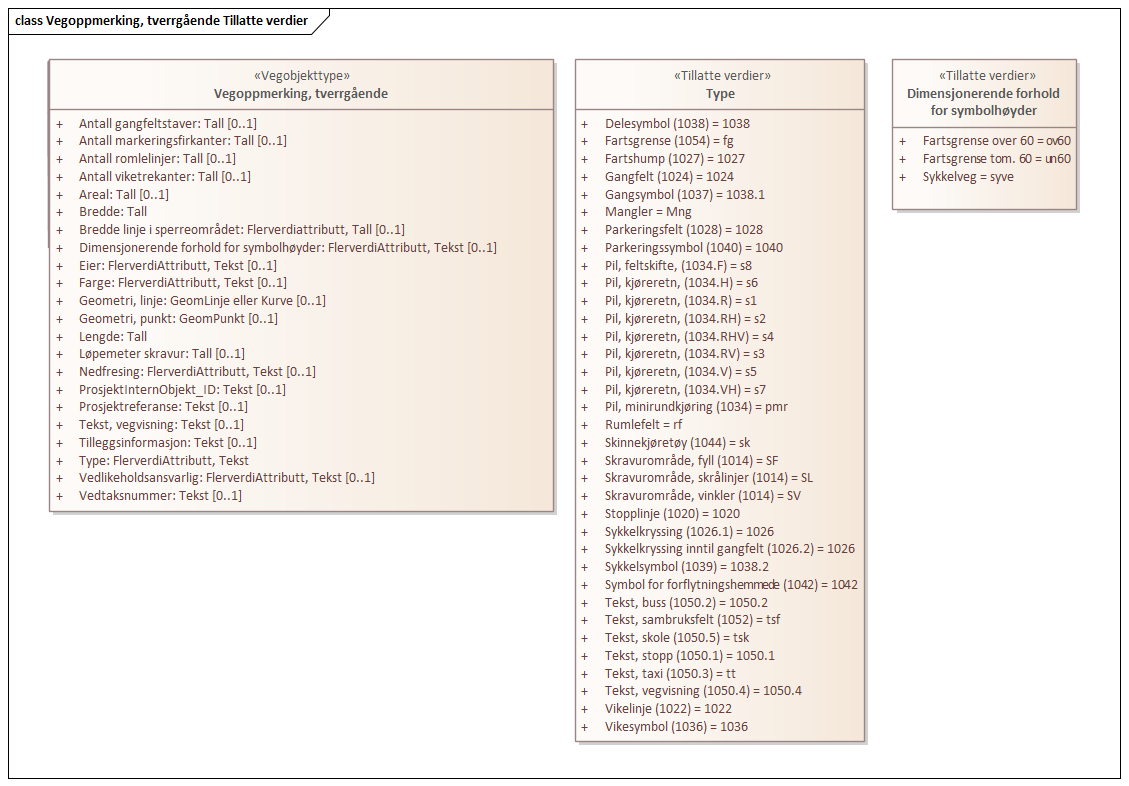 class Vegoppmerking, tverrgående Tillatte verdier
«Vegobjekttype»
Vegoppmerking, tverrgående
+ Antall gangfeltstaver: Tall [0..1]
+ Antall markeringsfirkanter: Tall [0..1]
+ Antall romlelinjer: Tall [0..1]
+ Antall viketrekanter: Tall [0..1]
+ Areal: Tall [0..1]
+ Bredde: Tall
+ Bredde linje i sperreområdet: Flerverdiattributt, Tall [0..1]
+ Dimensjonerende forhold for symbolhøyder: FlerverdiAttributt, Tekst [0..1]
+ Eier: FlerverdiAttributt, Tekst [0..1]
+ Farge: FlerverdiAttributt, Tekst [0..1]
+ Geometri, linje: GeomLinje eller Kurve [0..1]
+ Geometri, punkt: GeomPunkt [0..1]
+ Lengde: Tall
+ Løpemeter skravur: Tall [0..1]
+ Nedfresing: FlerverdiAttributt, Tekst [0..1]
+ ProsjektInternObjekt_ID: Tekst [0..1]
+ Prosjektreferanse: Tekst [0..1]
+ Tekst, vegvisning: Tekst [0..1]
+ Tilleggsinformasjon: Tekst [0..1]
+ Type: FlerverdiAttributt, Tekst
+ Vedlikeholdsansvarlig: FlerverdiAttributt, Tekst [0..1]
+ Vedtaksnummer: Tekst [0..1]
«Tillatte verdier»
Type
+ Delesymbol (1038) = 1038
+ Fartsgrense (1054) = fg
+ Fartshump (1027) = 1027
+ Gangfelt (1024) = 1024
+ Gangsymbol (1037) = 1038.1
+ Mangler = Mng
+ Parkeringsfelt (1028) = 1028
+ Parkeringssymbol (1040) = 1040
+ Pil, feltskifte, (1034.F) = s8
+ Pil, kjøreretn, (1034.H) = s6
+ Pil, kjøreretn, (1034.R) = s1
+ Pil, kjøreretn, (1034.RH) = s2
+ Pil, kjøreretn, (1034.RHV) = s4
+ Pil, kjøreretn, (1034.RV) = s3
+ Pil, kjøreretn, (1034.V) = s5
+ Pil, kjøreretn, (1034.VH) = s7
+ Pil, minirundkjøring (1034) = pmr
+ Rumlefelt = rf
+ Skinnekjøretøy (1044) = sk
+ Skravurområde, fyll (1014) = SF
+ Skravurområde, skrålinjer (1014) = SL
+ Skravurområde, vinkler (1014) = SV
+ Stopplinje (1020) = 1020
+ Sykkelkryssing (1026.1) = 1026
+ Sykkelkryssing inntil gangfelt (1026.2) = 1026
+ Sykkelsymbol (1039) = 1038.2
+ Symbol for forflytningshemmede (1042) = 1042
+ Tekst, buss (1050.2) = 1050.2
+ Tekst, sambruksfelt (1052) = tsf
+ Tekst, skole (1050.5) = tsk
+ Tekst, stopp (1050.1) = 1050.1
+ Tekst, taxi (1050.3) = tt
+ Tekst, vegvisning (1050.4) = 1050.4
+ Vikelinje (1022) = 1022
+ Vikesymbol (1036) = 1036
«Tillatte verdier»
Dimensjonerende forhold
for symbolhøyder
+ Fartsgrense over 60 = ov60
+ Fartsgrense tom. 60 = un60
+ Sykkelveg = syve